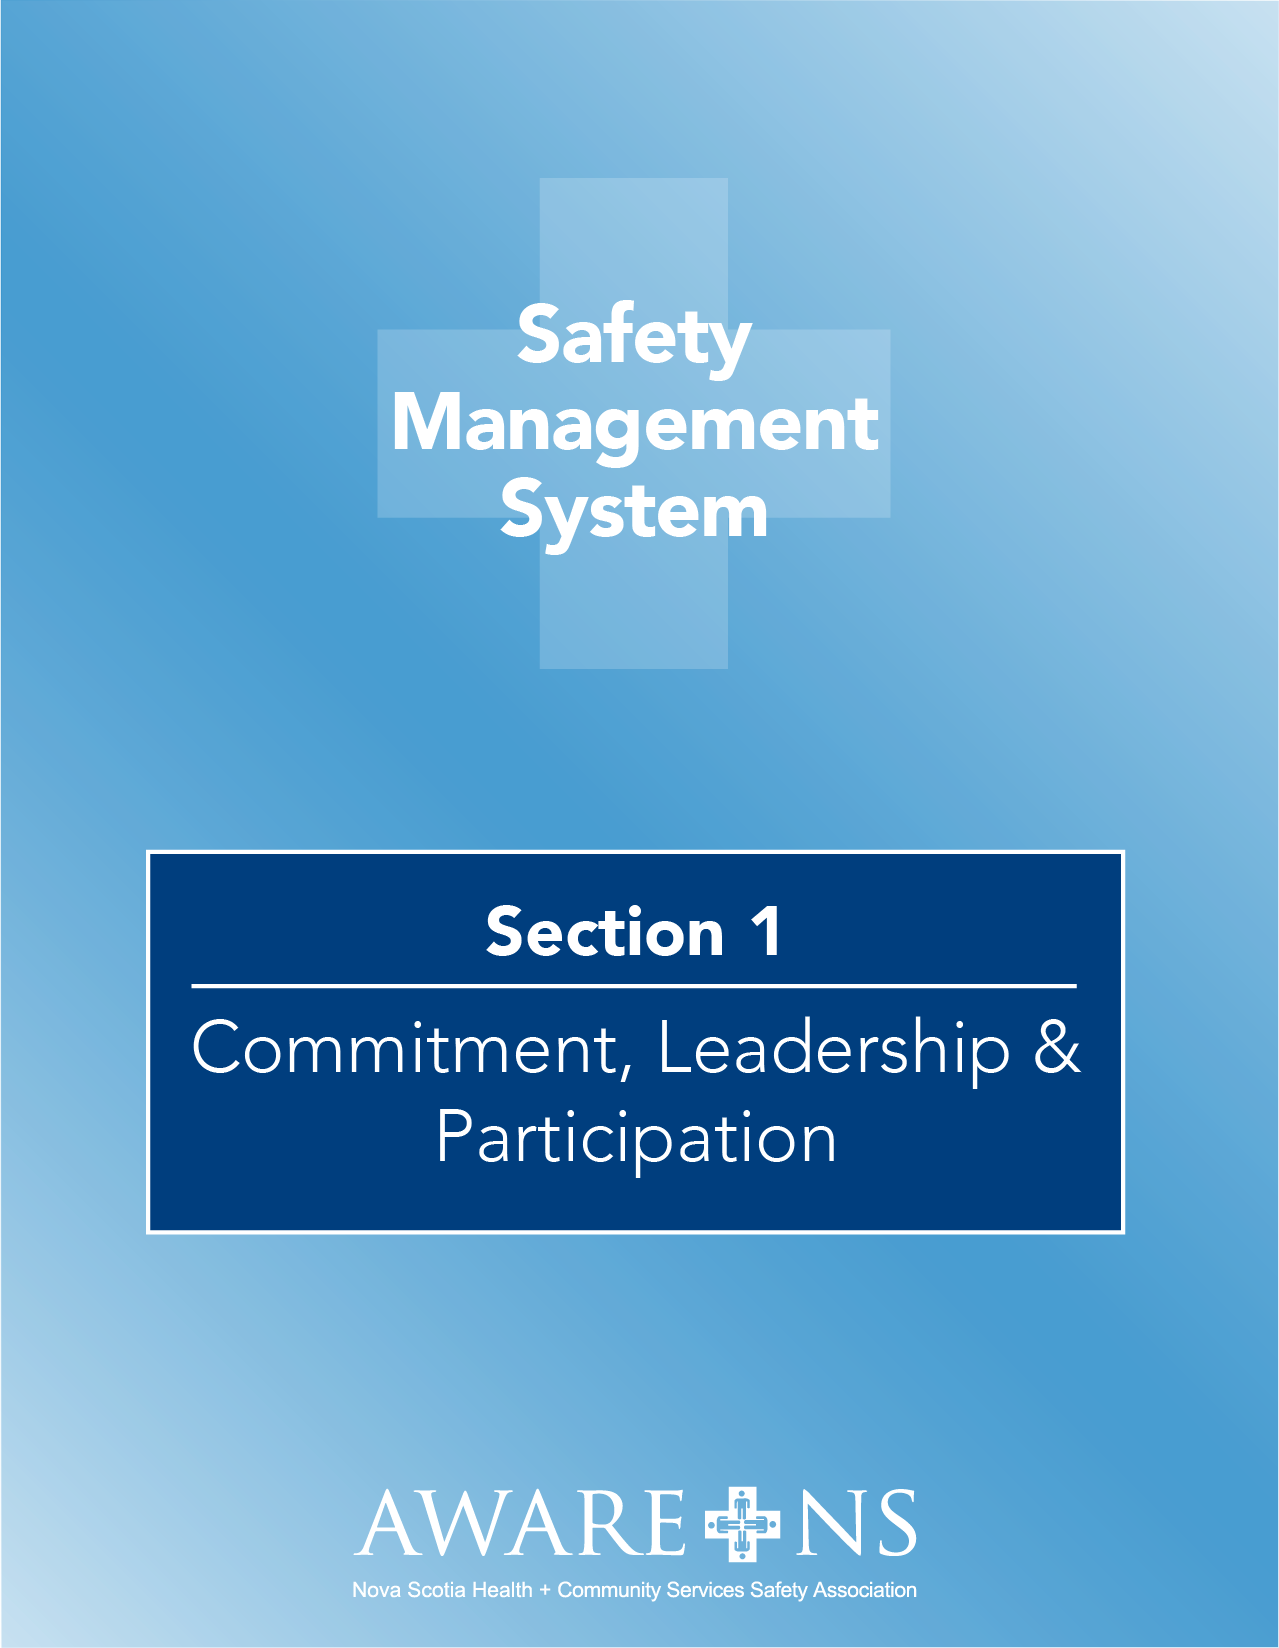 Safety
Management
System
Section 1
Commitment, Leadership &
Participation
AWARE NS
Nova Scotia Health + Community Services Safety Association